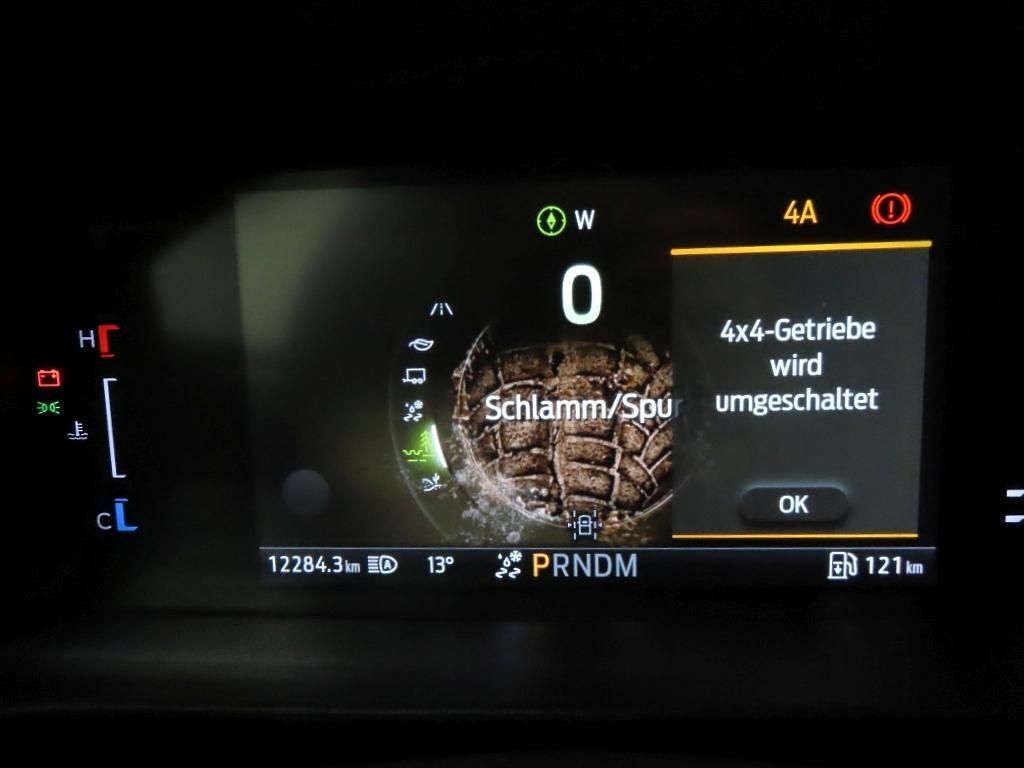 W
4A
0
H
4x4-Getriebe
wird
umgeschaltet
Schlamm/Spur
OK
C
12284.3 km
A
13°
PRNDM
121 km